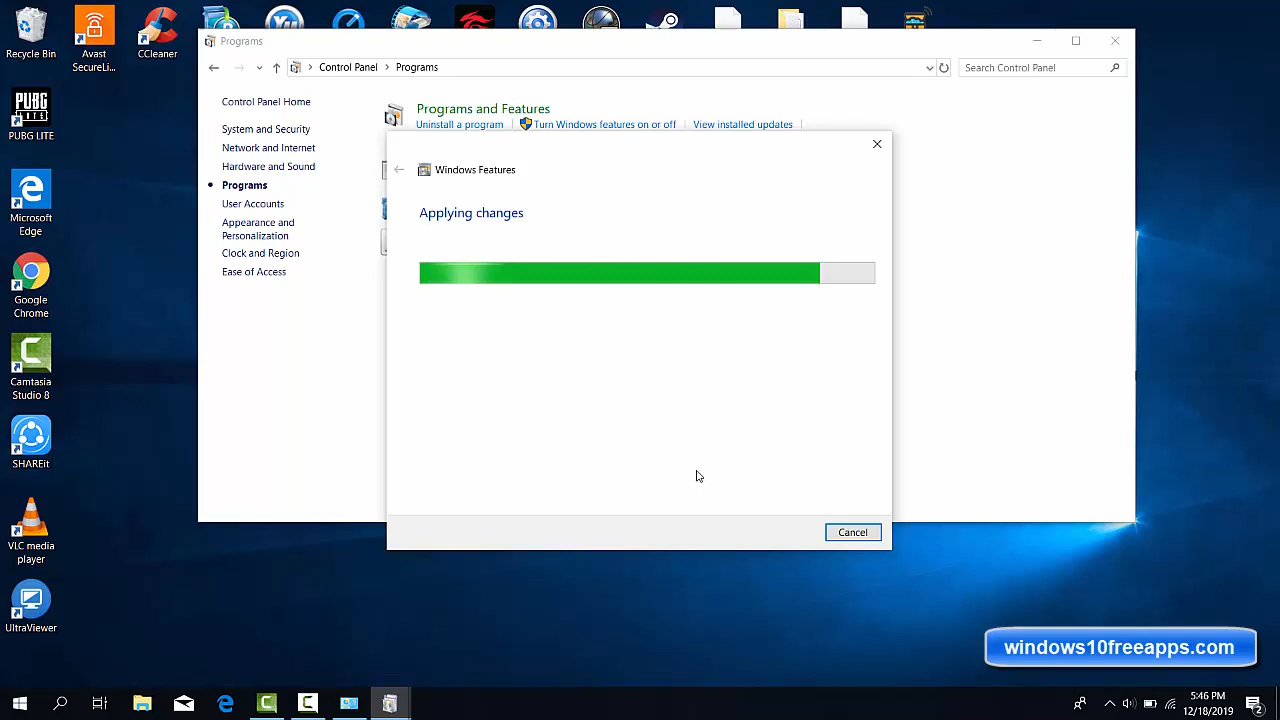 Recycle Bin
Avast
SecureLi...
CCleaner
PUBG
LITE
PUBG LITE
Microsoft
Edge
Google
Chrome
Camtasia
Studio 8
SHAREit
VLC media
player
UltraViewer
Programs
Control Panel
Programs
Search Control Panel
Control Panel Home
System and Security
Network and Internet
Hardware and Sound
Programs
User Accounts
Appearance and
Personalization
Clock and Region
Ease of Access
Programs and Features
Uninstall a program
Turn Windows features on or off
View installed updates
Windows Features
Applying changes
Cancel
windows10freeapps.com
5:46 PM
12/18/2019
2